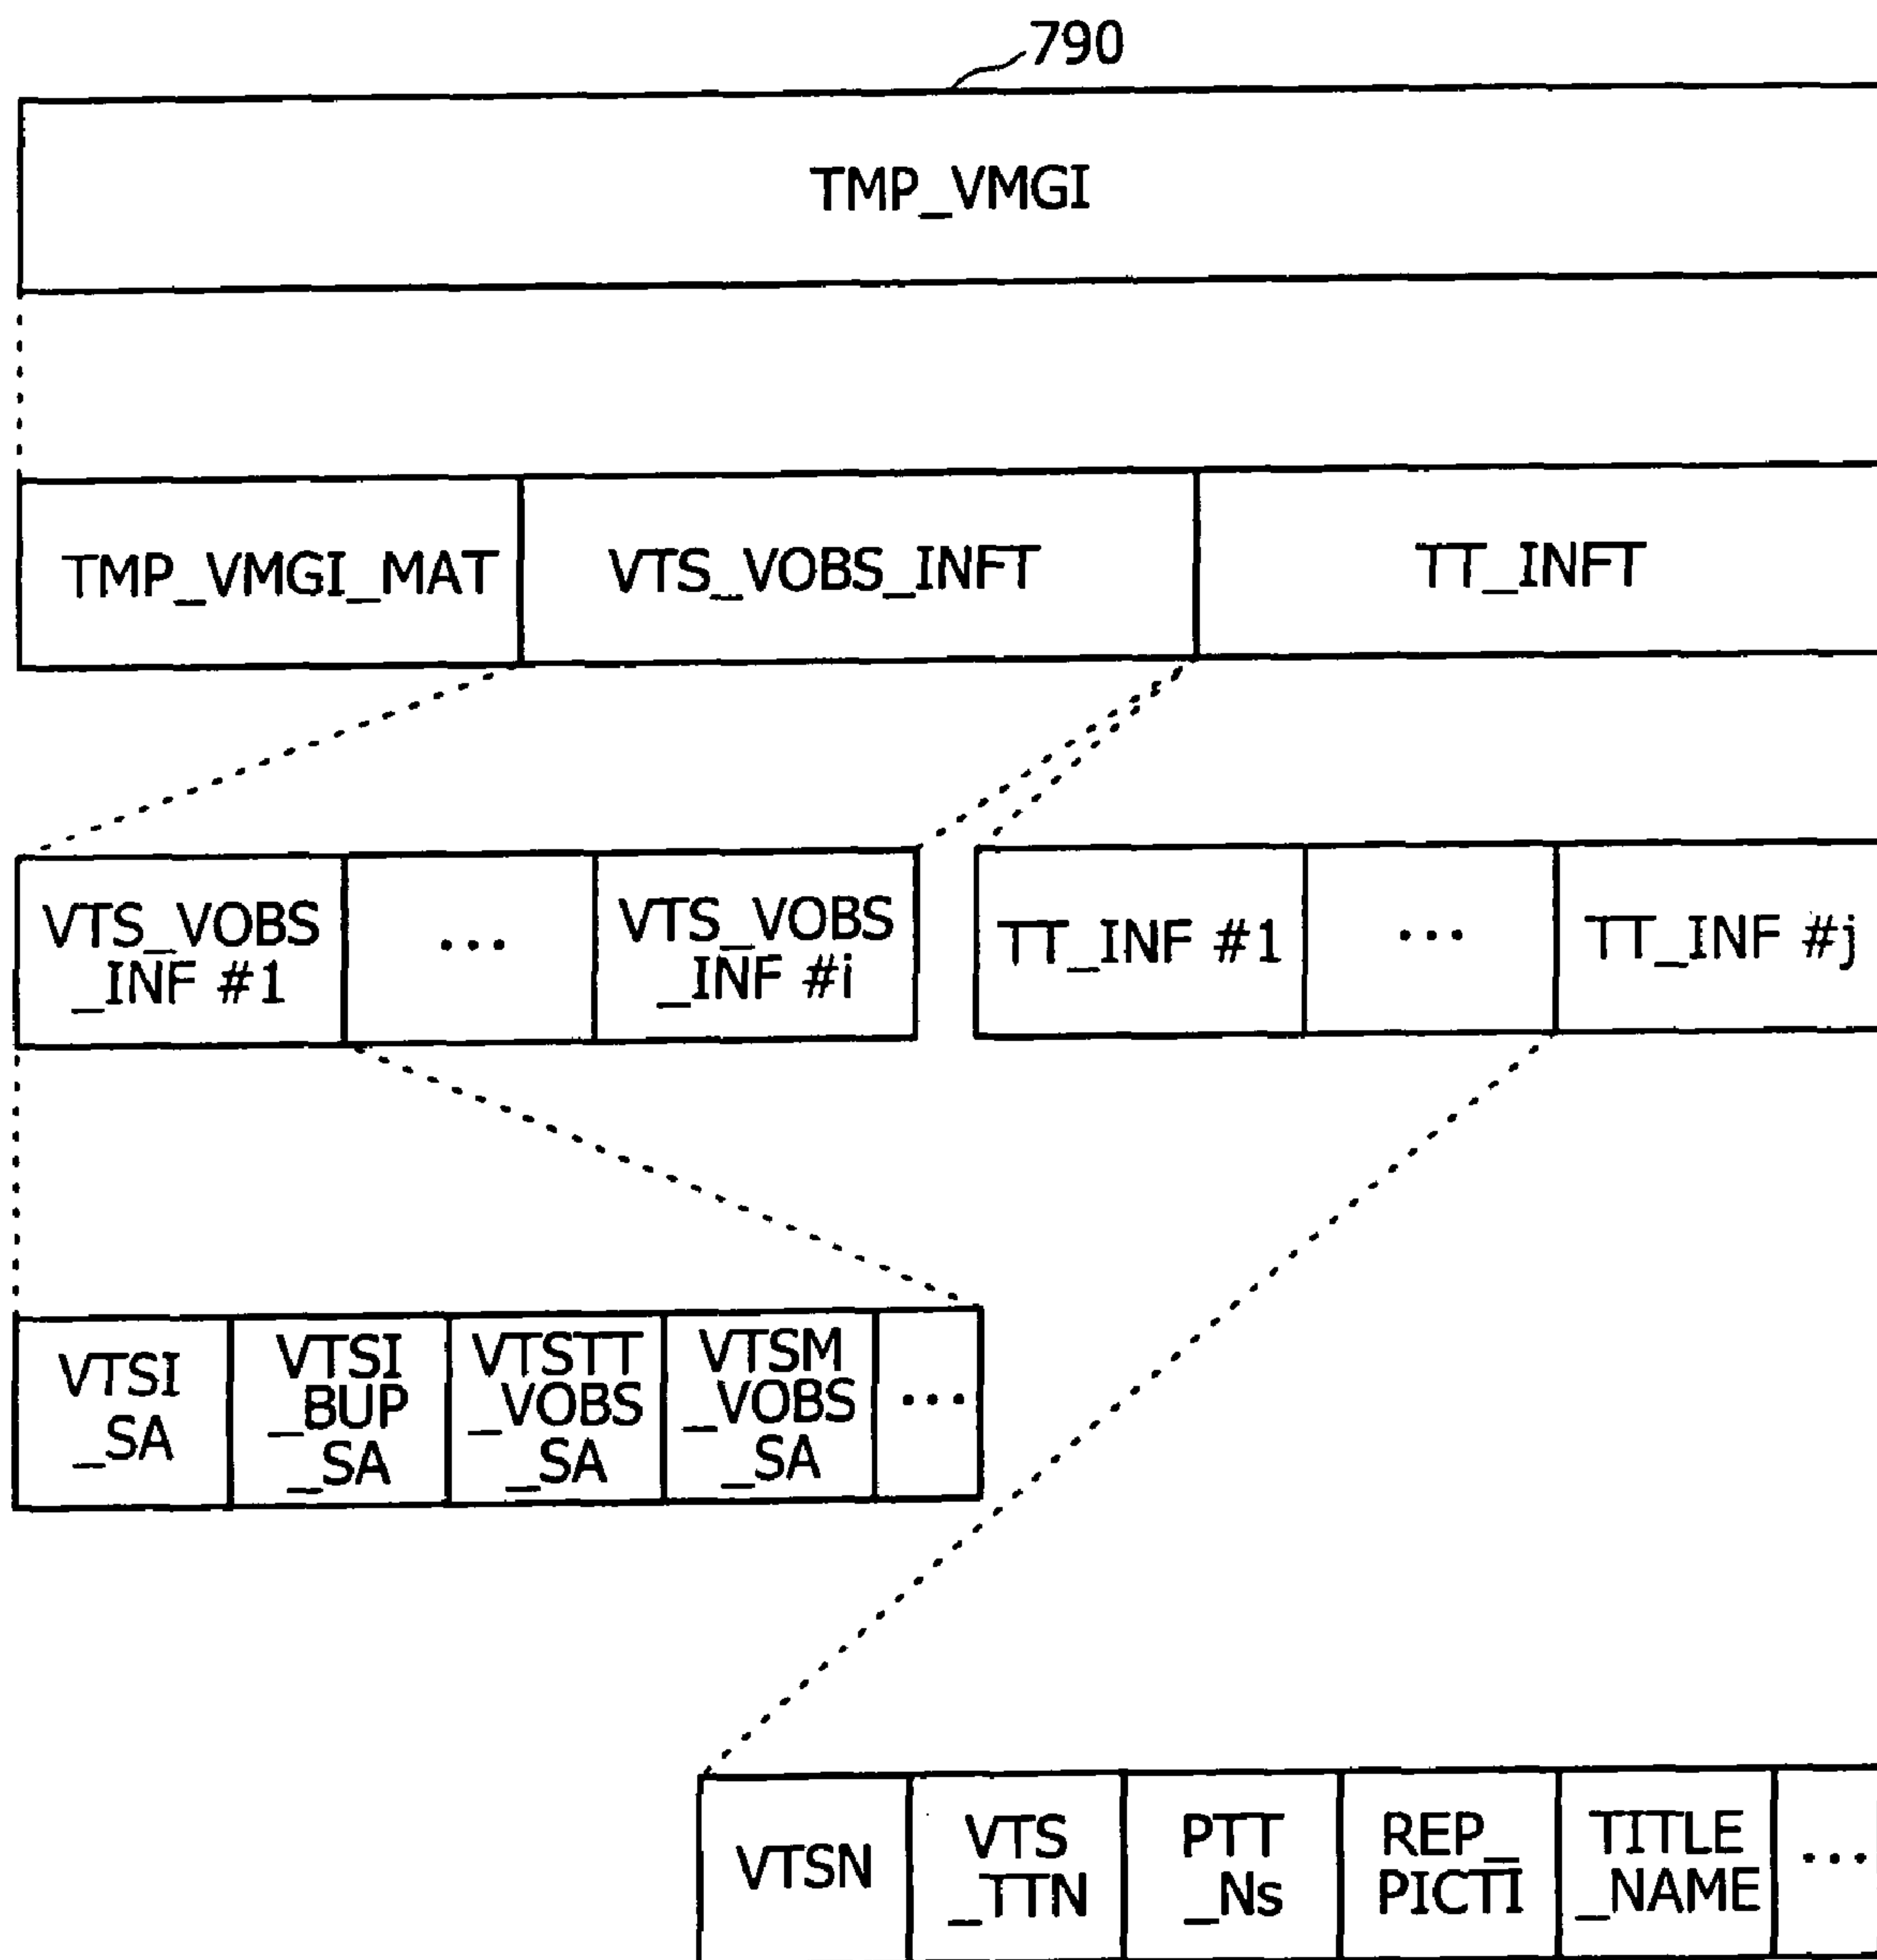 790
TMP_VMGI
TMP_VMGI_MAT
VTS_VOBS_INFT
TT_INFT
VTS_VOBS
_INF #1
...
VTS_VOBS
_INF #i
TT_INF #1
...
TT_INF #j
VTSI
_SA
VTSI
_BUP
_SA
VTSTT
_VOBS
_SA
VTSM
_VOBS
_SA
...
VTSN
VTS
_TTN
PTT
_Ns
REP_
PICTI
TITLE
_NAME
...